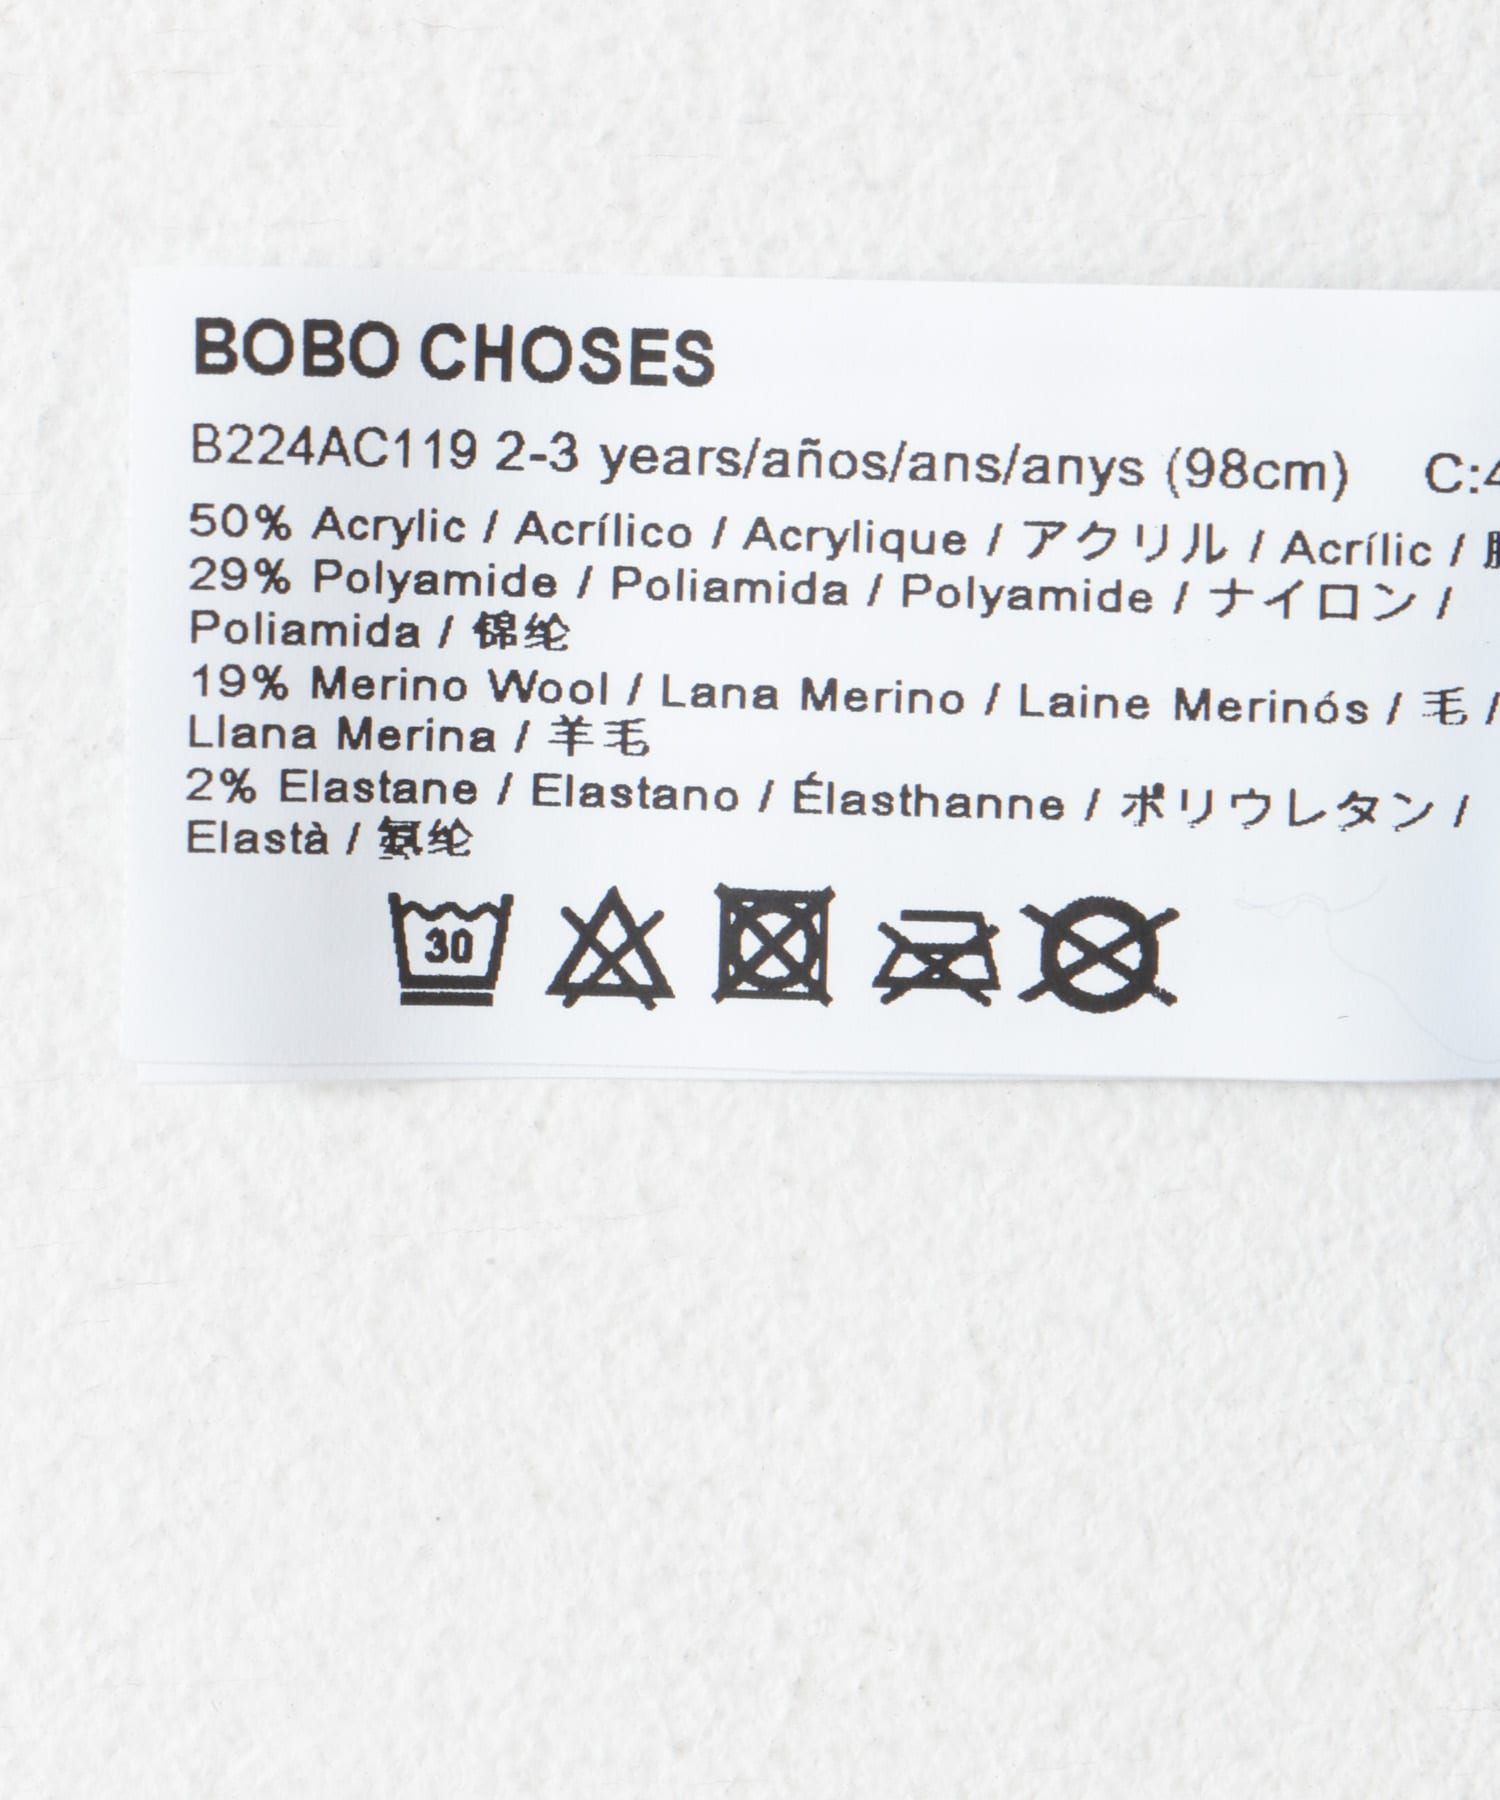 BOBO CHOSES
B224AC119 2-3 years/años/ans/anys (98cm) C:4
50% Acrylic / Acrílico / Acrylique / アクリル / Acrílic /
29% Polyamide / Poliamida / Polyamide / ナイロン /
Poliamida / 锦纶
19% Merino Wool / Lana Merino / Laine Merinós / 毛 /
Llana Merina / 羊毛
2% Elastane / Elastano / Élasthanne / ポリウレタン /
Elastà / 氨纶
30